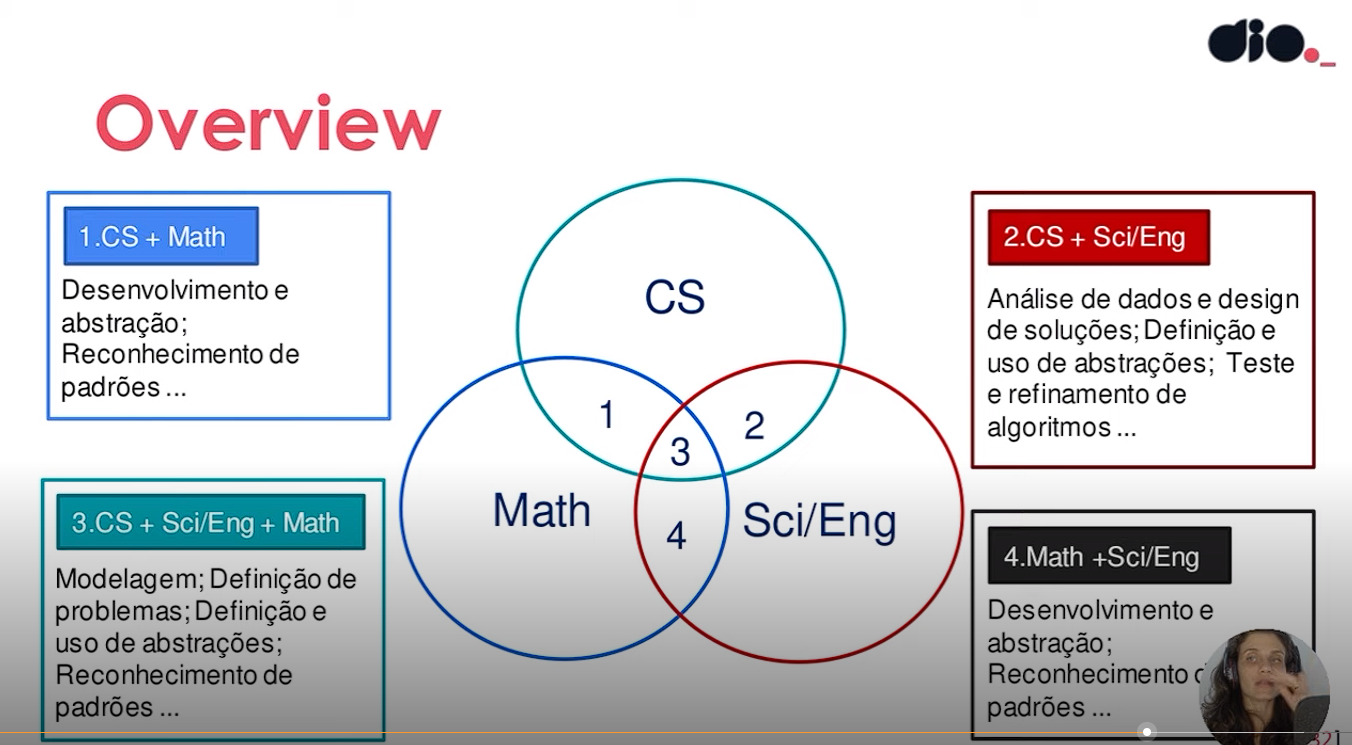 dio._
Overview
1.CS + Math
Desenvolvimento e
abstração;
Reconhecimento de
padrões ...
2.CS + Sci/Eng
Análise de dados e design
de soluções; Definição e
uso de abstrações; Teste
e refinamento de
algoritmos ...
CS
1
2
3
Math
4
Sci/Eng
3.CS + Sci/Eng + Math
Modelagem; Definição de
problemas; Definição e
uso de abstrações;
Reconhecimento de
padrões ...
4.Math +Sci/Eng
Desenvolvimento e
abstração;
Reconhecimento
padrões ...